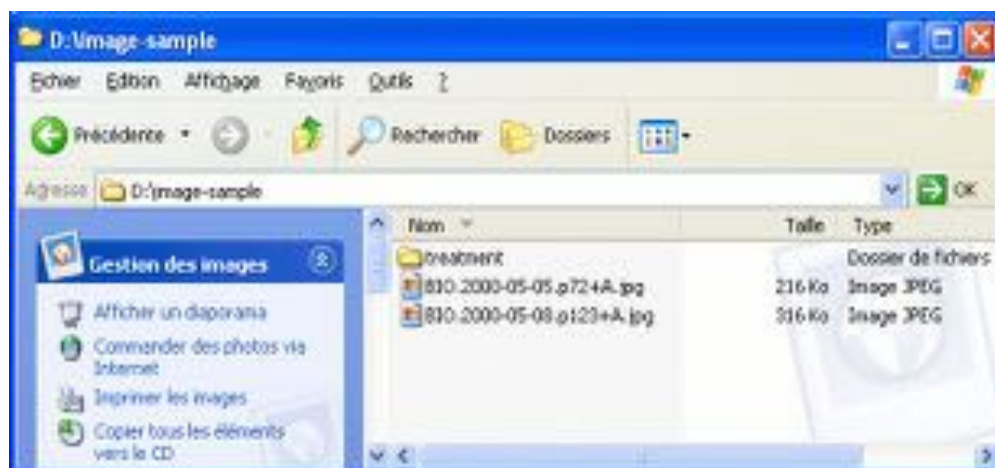 D:\image-sample
Fichier Edition Affichage Favoris Outils ?
Précédente Rechercher Dossiers
Adresse D:\image-sample OK
Nom Taille Type
Gestion des images
treatment Dossier de fichiers
810.2000-05-05.p72+A.jpg 216 Ko Image JPEG
810.2000-05-08.p123+A.jpg 316 Ko Image JPEG
Afficher un diaporama
Commander des photos via
Internet
Imprimer les images
Copier tous les éléments
vers le CD